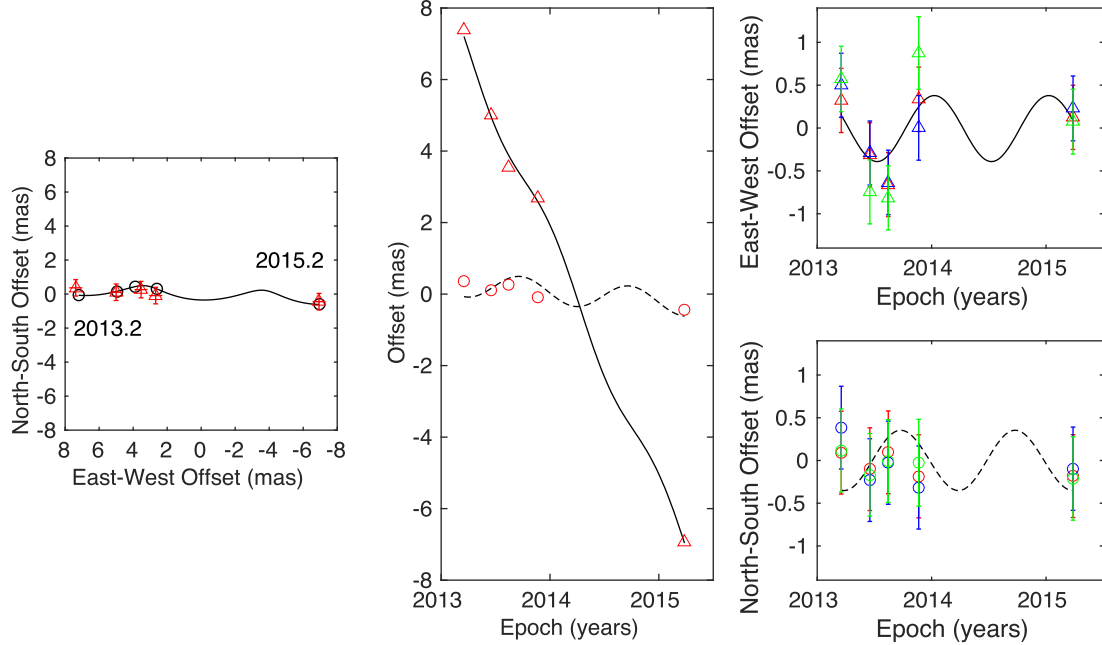 8
6
4
2
0
-2
-4
-6
-8
8 6 4 2 0 -2 -4 -6 -8
North-South Offset (mas)
East-West Offset (mas)
2015.2
2013.2
8
6
4
2
0
-2
-4
-6
-8
2013 2014 2015
Offset (mas)
Epoch (years)
1
0.5
0
-0.5
-1
2013 2014 2015
East-West Offset (mas)
Epoch (years)
1
0.5
0
-0.5
-1
2013 2014 2015
North-South Offset (mas)
Epoch (years)